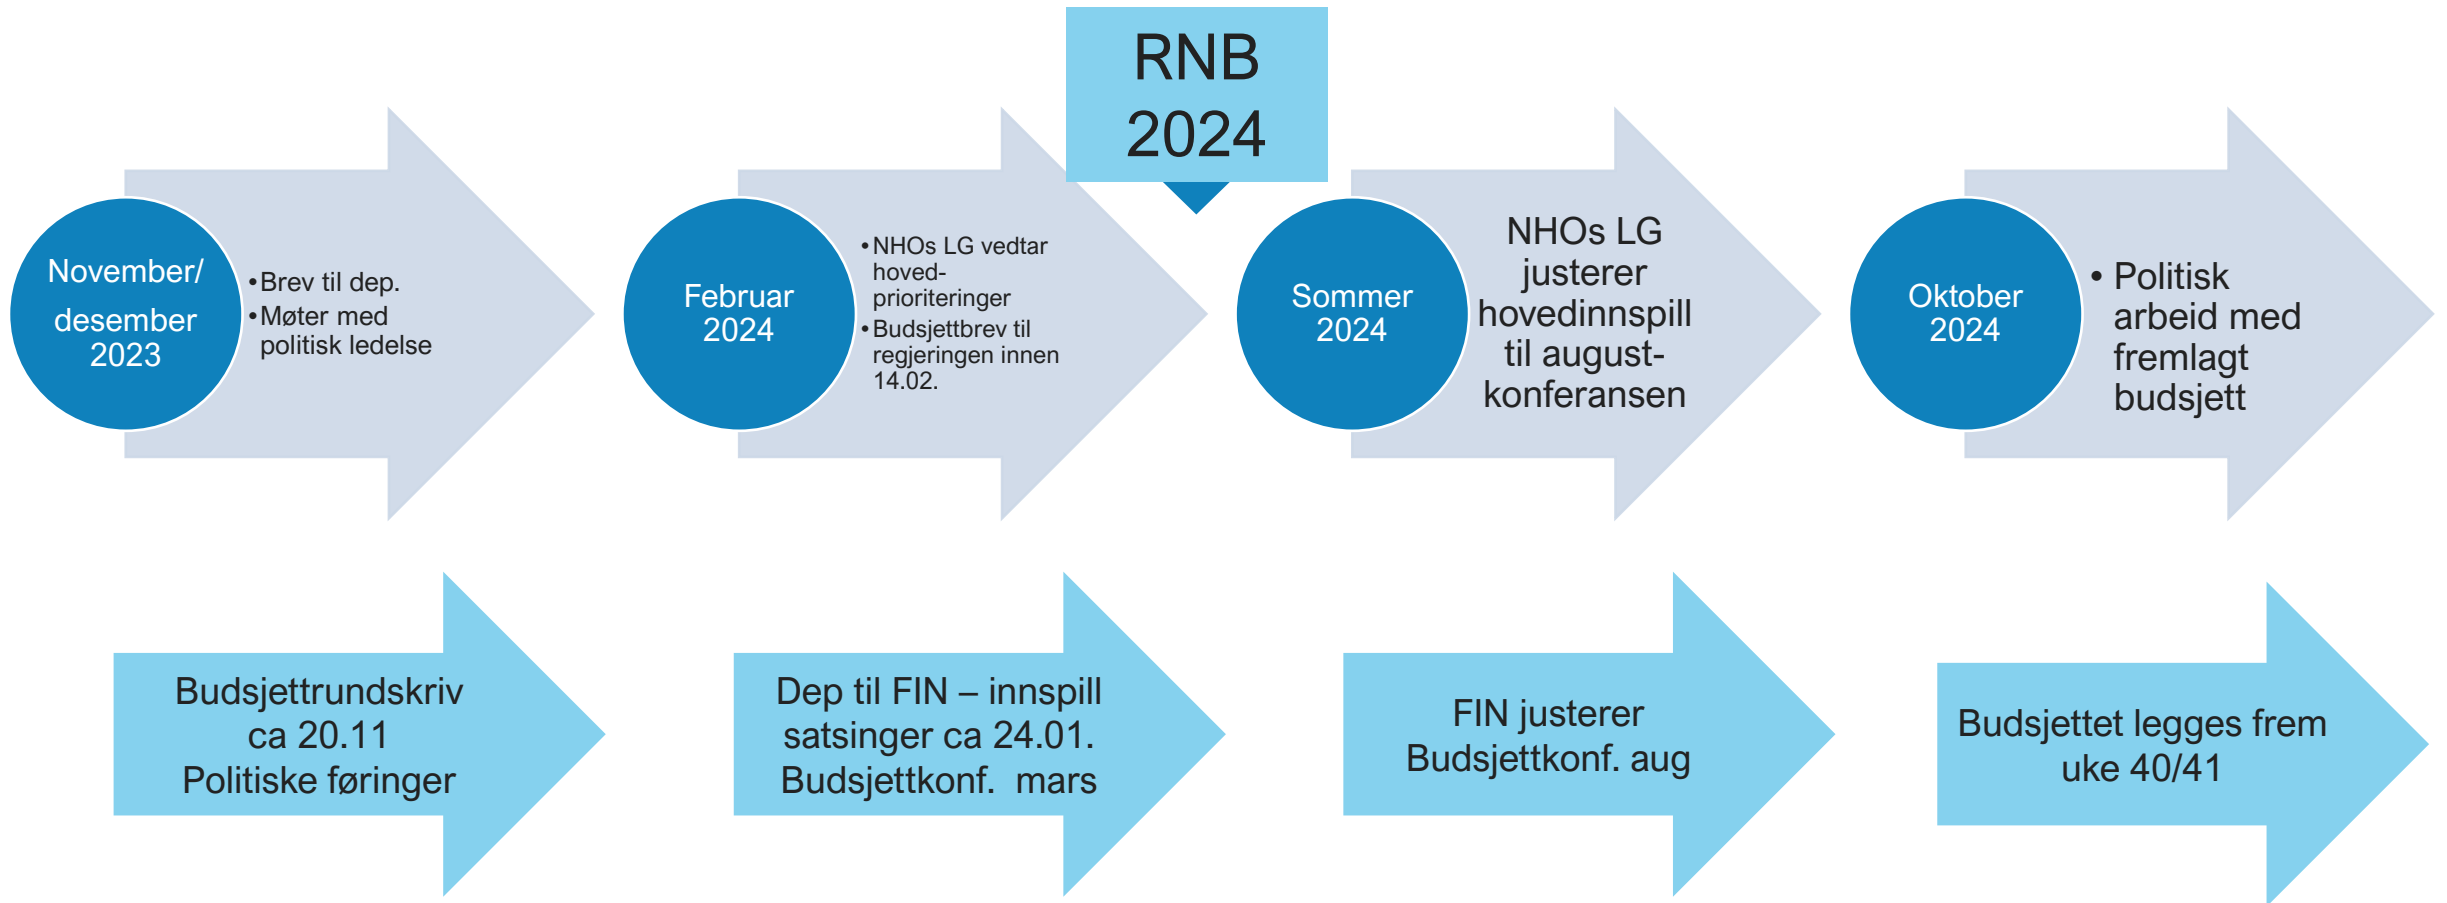 RNB
2024
November/
desember
2023
•Brev til dep.
•Møter med
politisk ledelse
Februar
2024
•NHOs LG vedtar
hoved-
prioriteringer
•Budsjettbrev til
regjeringen innen
14.02.
Sommer
2024
NHOs LG
justerer
hovedinnspill
til august-
konferansen
Oktober
2024
• Politisk
arbeid med
fremlagt
budsjett
Budsjettrundskriv
ca 20.11
Politiske føringer
Dep til FIN – innspill
satsinger ca 24.01.
Budsjettkonf. mars
FIN justerer
Budsjettkonf. aug
Budsjettet legges frem
uke 40/41